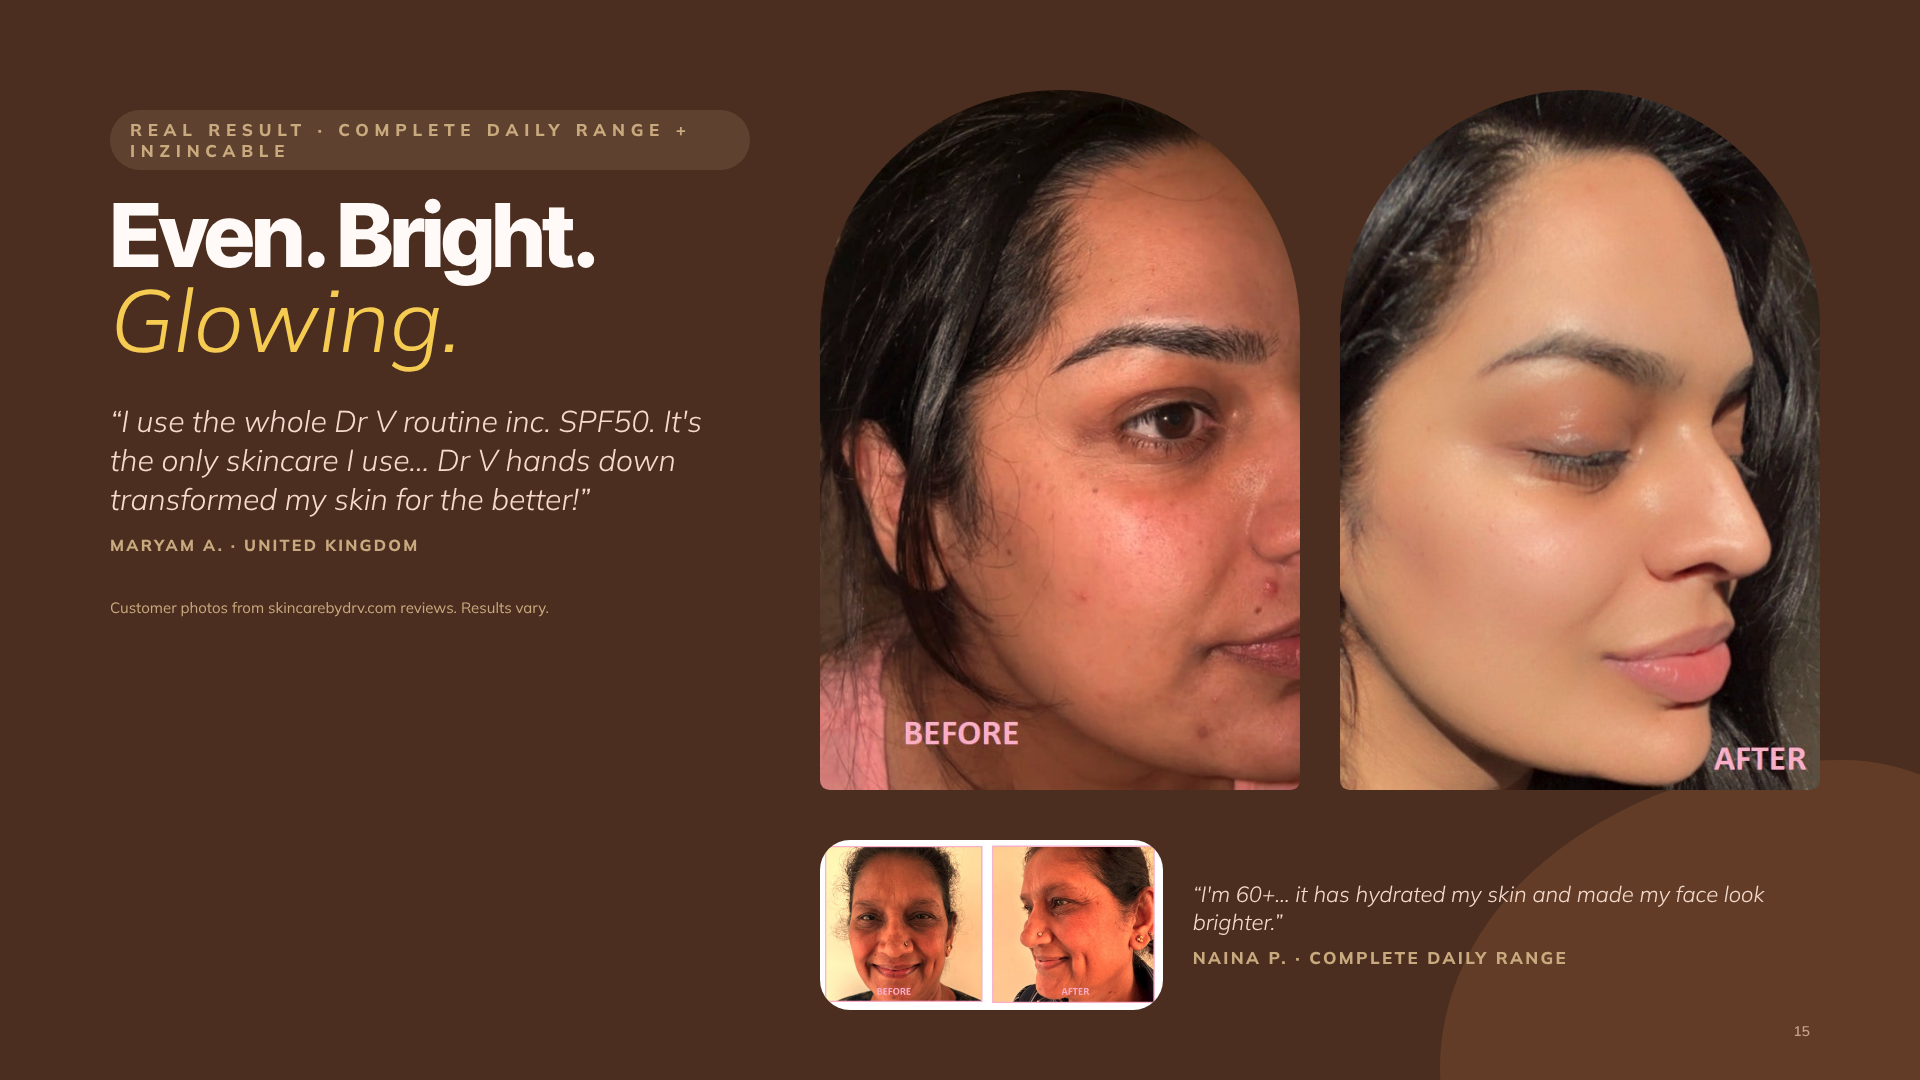 REAL RESULT · COMPLETE DAILY RANGE +
INZINCABLE
Even. Bright.
Glowing.
“I use the whole Dr V routine inc. SPF50. It's
the only skincare I use... Dr V hands down
transformed my skin for the better!”
MARYAM A. · UNITED KINGDOM
Customer photos from skincarebydrv.com reviews. Results vary.
BEFORE
AFTER
BEFORE
AFTER
“I'm 60+... it has hydrated my skin and made my face look
brighter.”
NAINA P. · COMPLETE DAILY RANGE
15